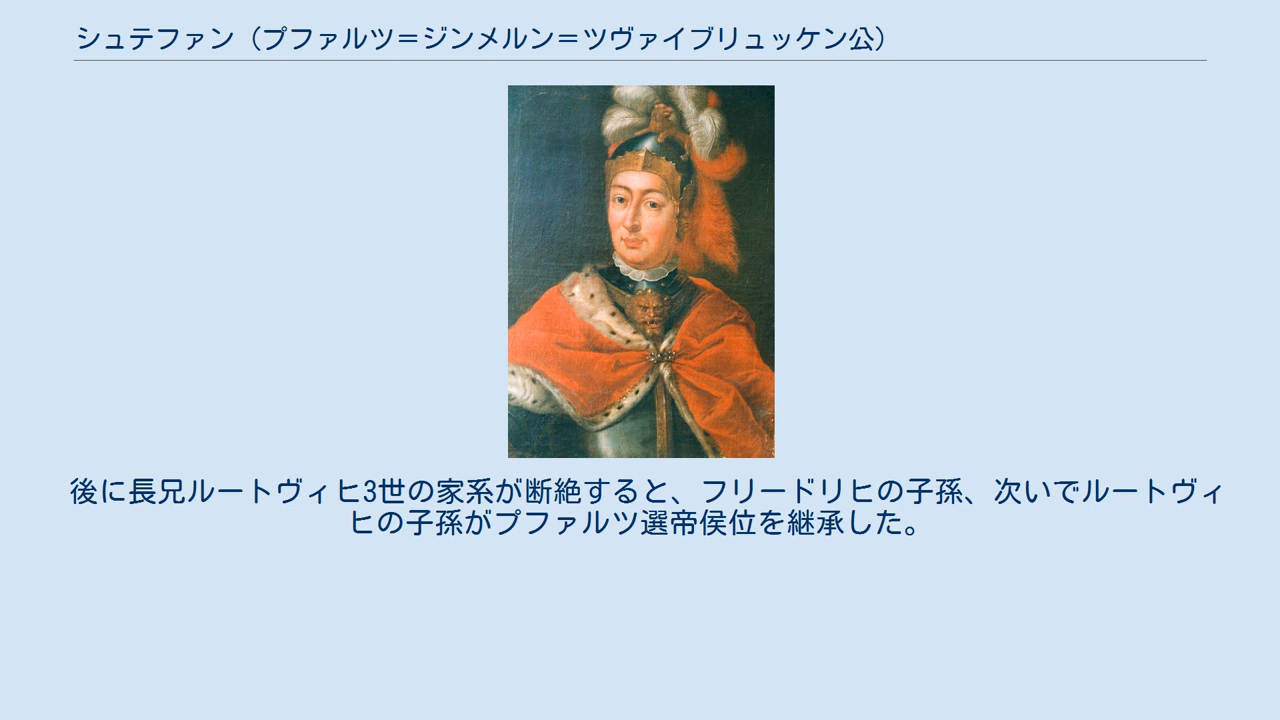 シュテファン（プファルツ＝ジンメルン＝ツヴァイブリュッケン公）
後に長兄ルートヴィヒ3世の家系が断絶すると、フリードリヒの子孫、次いでルートヴィ
ヒの子孫がプファルツ選帝侯位を継承した。